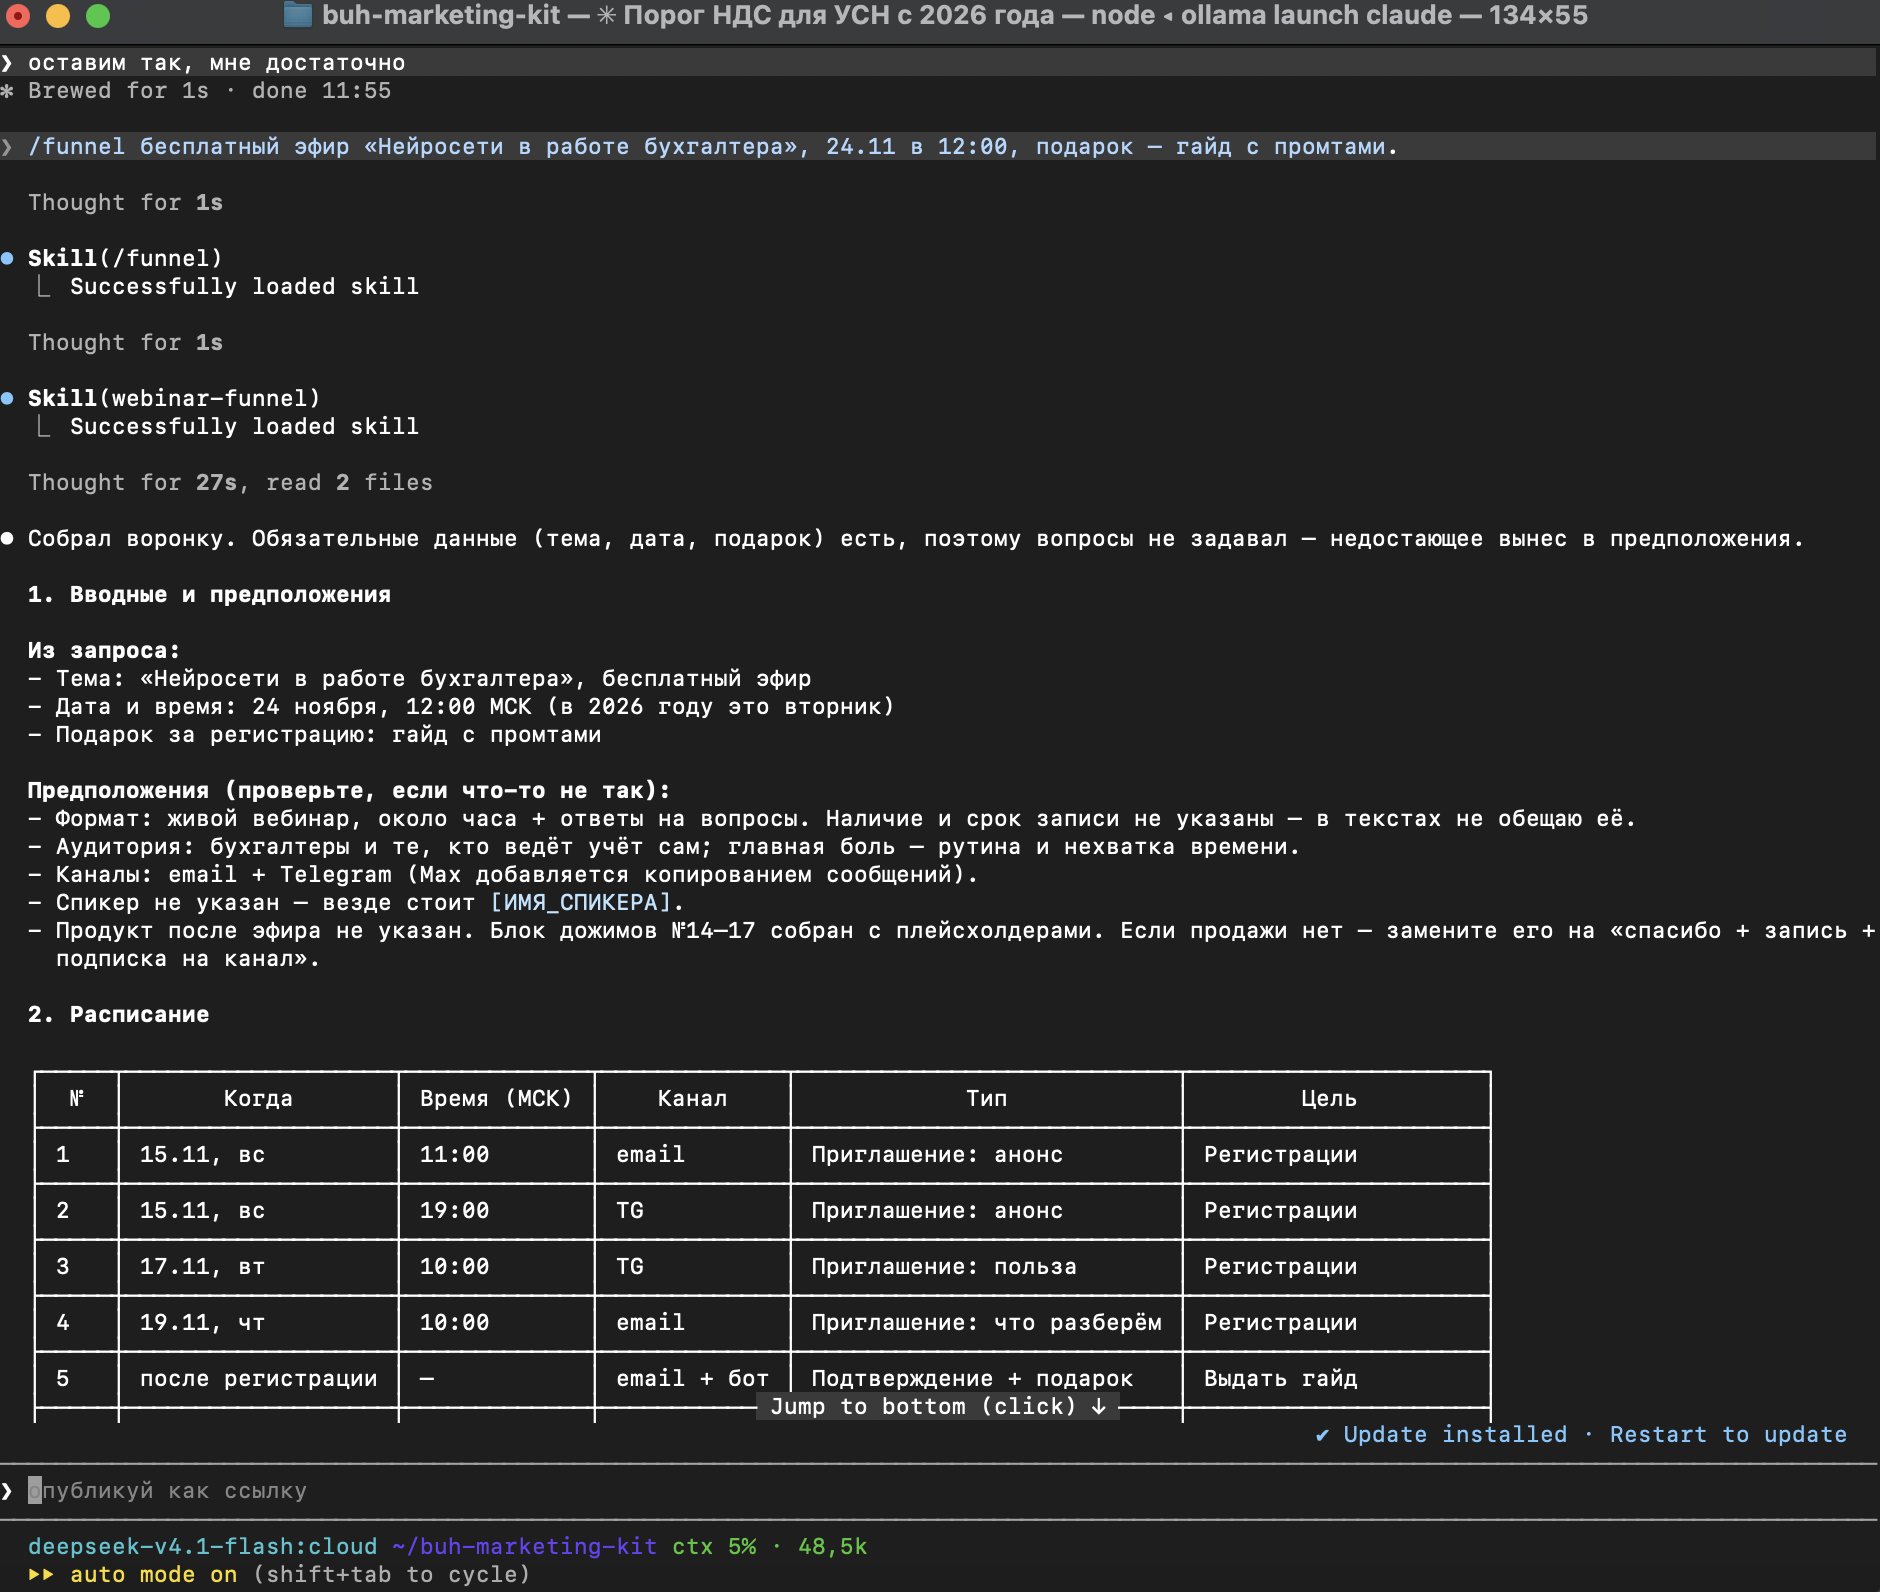 buh-marketing-kit — ✳ Порог НДС для УСН с 2026 года — node ◂ ollama launch claude — 134×55
❯ оставим так, мне достаточно
✻ Brewed for 1s · done 11:55
❯ /funnel бесплатный эфир «Нейросети в работе бухгалтера», 24.11 в 12:00, подарок — гайд с промтами.
Thought for 1s
● Skill(/funnel)
⎿ Successfully loaded skill
Thought for 1s
● Skill(webinar-funnel)
⎿ Successfully loaded skill
Thought for 27s, read 2 files
● Собрал воронку. Обязательные данные (тема, дата, подарок) есть, поэтому вопросы не задавал — недостающее вынес в предположения.
1. Вводные и предположения
Из запроса:
– Тема: «Нейросети в работе бухгалтера», бесплатный эфир
– Дата и время: 24 ноября, 12:00 МСК (в 2026 году это вторник)
– Подарок за регистрацию: гайд с промтами
Предположения (проверьте, если что-то не так):
– Формат: живой вебинар, около часа + ответы на вопросы. Наличие и срок записи не указаны — в текстах не обещаю её.
– Аудитория: бухгалтеры и те, кто ведёт учёт сам; главная боль — рутина и нехватка времени.
– Каналы: email + Telegram (Max добавляется копированием сообщений).
– Спикер не указан — везде стоит [ИМЯ_СПИКЕРА].
– Продукт после эфира не указан. Блок дожимов №14–17 собран с плейсхолдерами. Если продажи нет — замените его на «спасибо + запись +
подписка на канал».
2. Расписание
№ Когда Время (МСК) Канал Тип Цель
1 15.11, вс 11:00 email Приглашение: анонс Регистрации
2 15.11, вс 19:00 TG Приглашение: анонс Регистрации
3 17.11, вт 10:00 TG Приглашение: польза Регистрации
4 19.11, чт 10:00 email Приглашение: что разберём Регистрации
5 после регистрации — email + бот Подтверждение + подарок Выдать гайд
Jump to bottom (click) ↓
✔ Update installed · Restart to update
❯ опубликуй как ссылку
deepseek-v4.1-flash:cloud ~/buh-marketing-kit ctx 5% · 48,5k
⏵⏵ auto mode on (shift+tab to cycle)